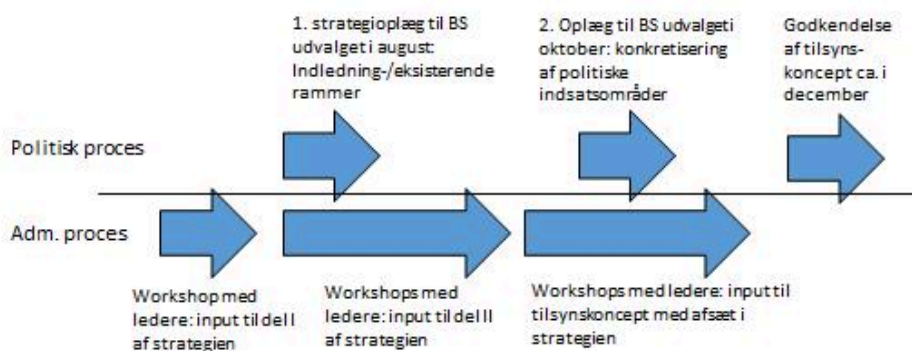 1. strategioplæg til BS
udvalget i august:
Indledning-/eksisterende
rammer
2. Oplæg til BS udvalget i
oktober: konkretisering
af politiske
indsatsområder
Godkendelse
af tilsyns-
koncept ca. i
december
Politisk proces
Adm. proces
Workshop med
ledere: input til del I
af strategien
Workshops med
ledere: input til del II
af strategien
Workshops med ledere: input til
tilsynskoncept med afsæt i
strategien